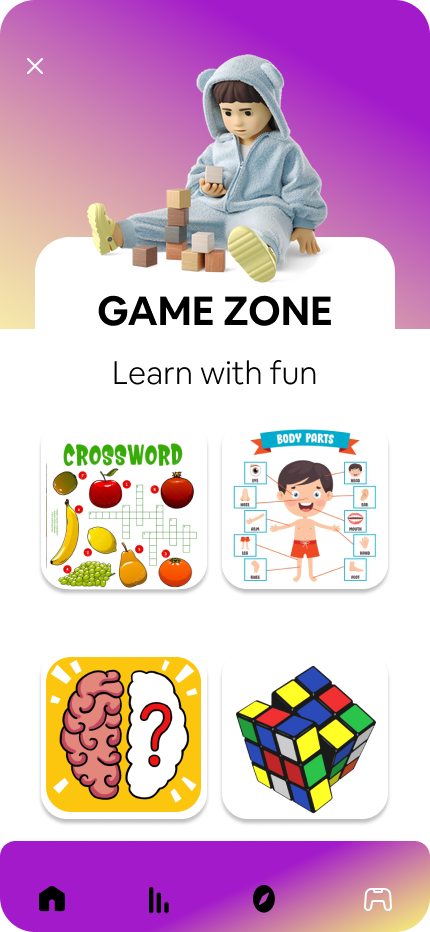 GAME ZONE
Learn with fun
CROSSWORD
BODY PARTS
EYE
HEAD
NOSE
EAR
ARM
MOUTH
LEG
HAND
KNEE
FOOT
?